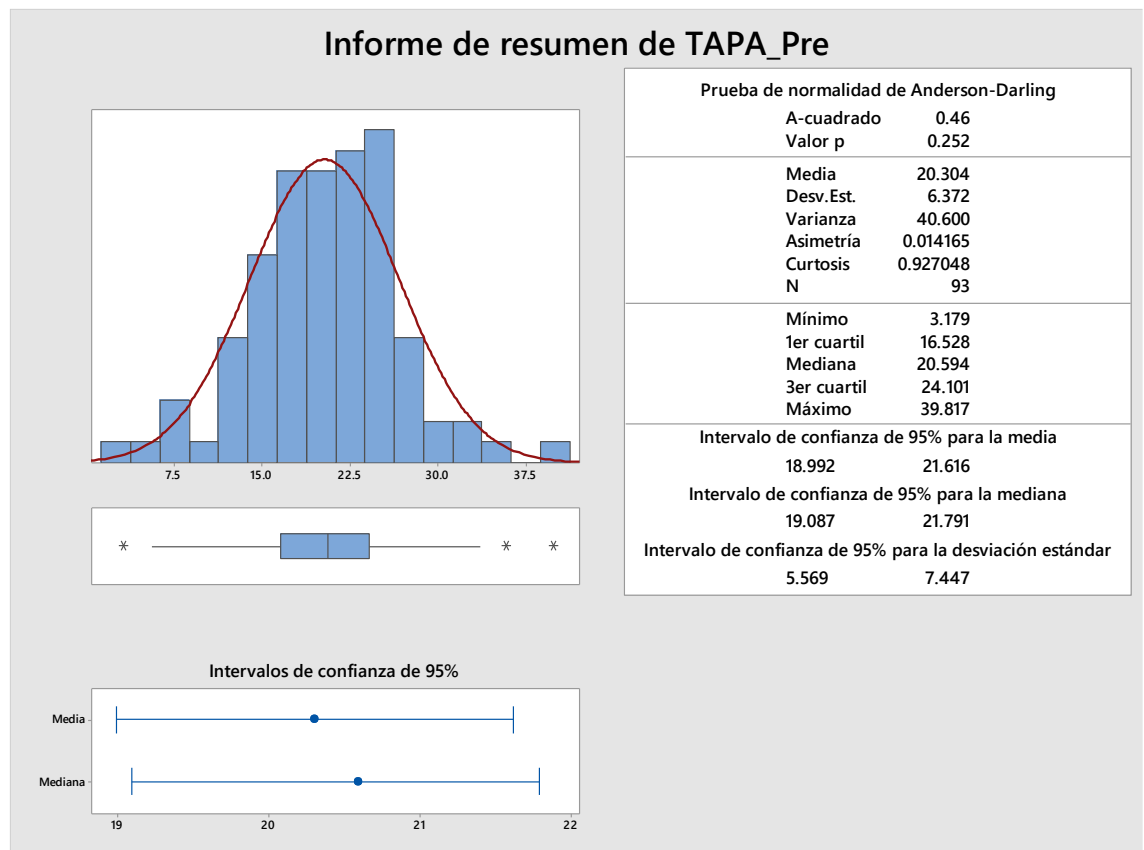 Informe de resumen de TAPA_Pre
7.5 15.0 22.5 30.0 37.5
* * *
Intervalos de confianza de 95%
Media
Mediana
19 20 21 22
Prueba de normalidad de Anderson-Darling
A-cuadrado 0.46
Valor p 0.252
Media 20.304
Desv.Est. 6.372
Varianza 40.600
Asimetría 0.014165
Curtosis 0.927048
N 93
Mínimo 3.179
1er cuartil 16.528
Mediana 20.594
3er cuartil 24.101
Máximo 39.817
Intervalo de confianza de 95% para la media
18.992 21.616
Intervalo de confianza de 95% para la mediana
19.087 21.791
Intervalo de confianza de 95% para la desviación estándar
5.569 7.447